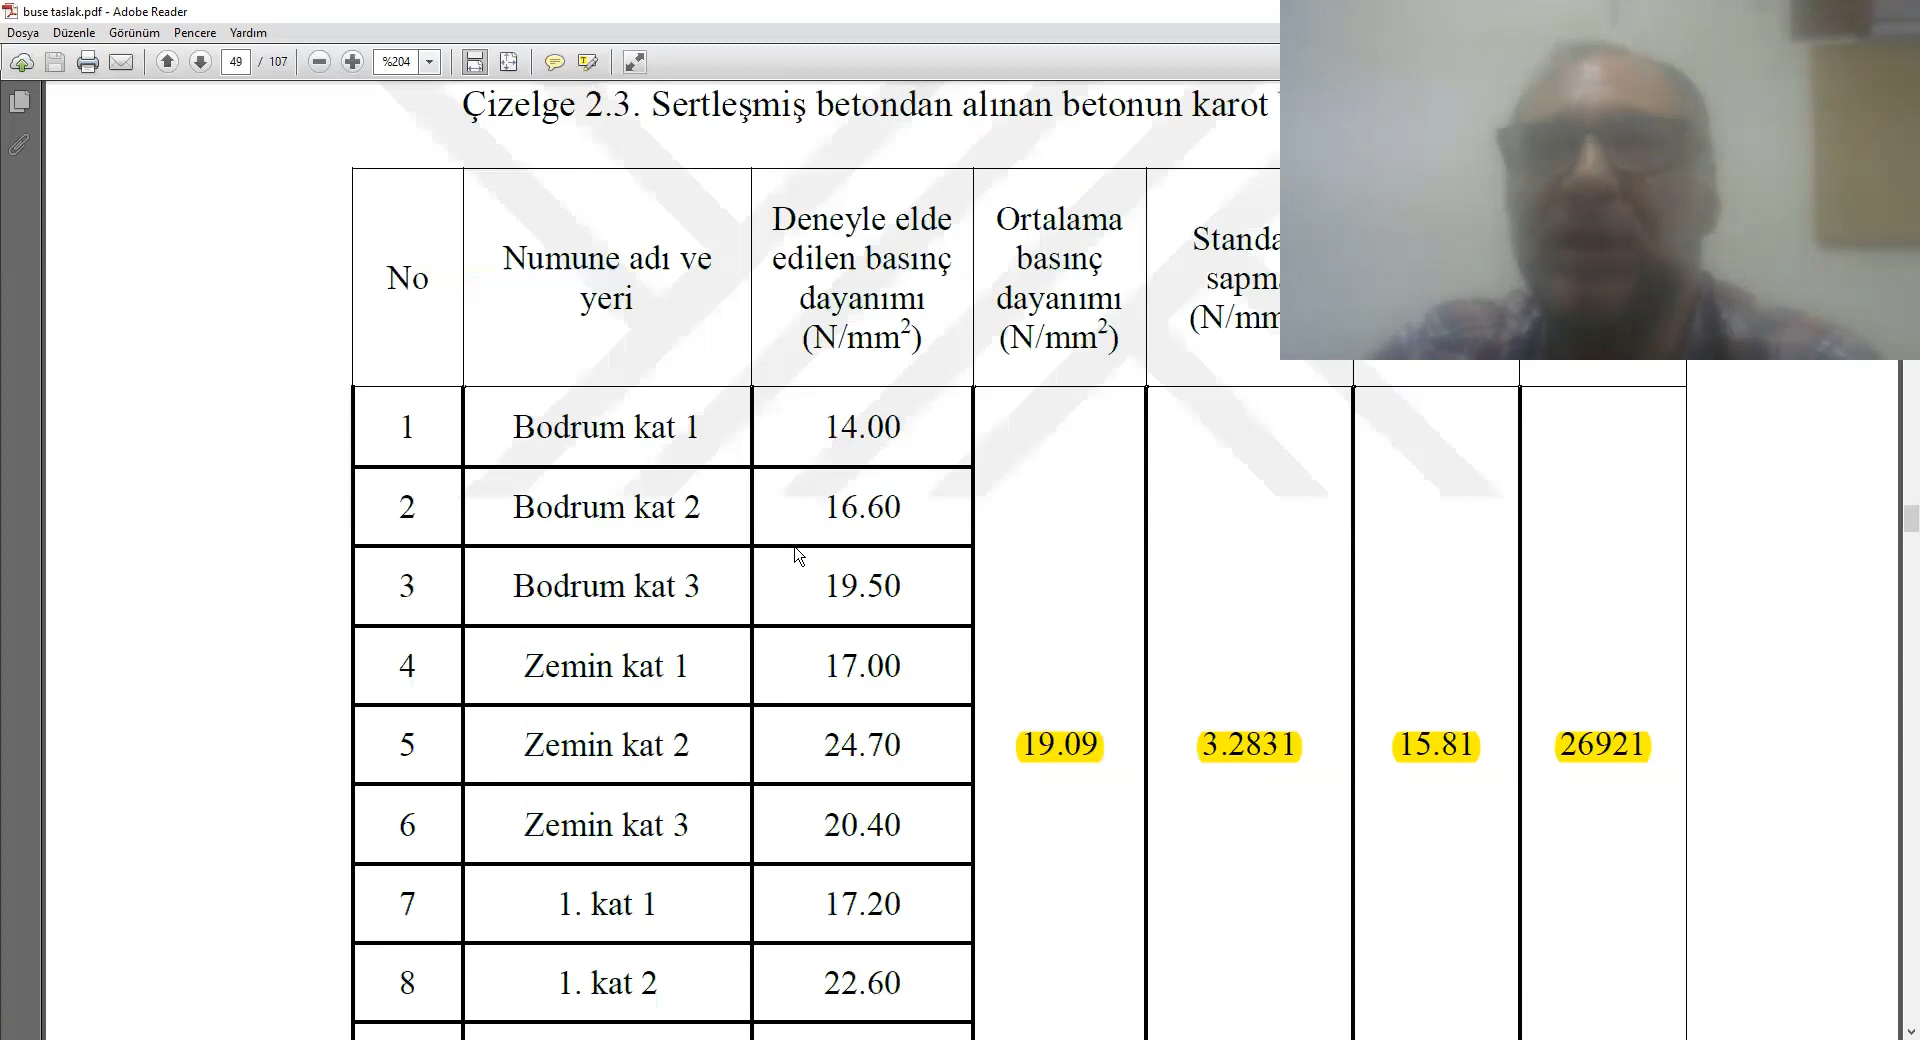 buse taslak.pdf - Adobe Reader
Dosya Düzenle Görünüm Pencere Yardım
49 / 107 %204
Çizelge 2.3. Sertleşmiş betondan alınan betonun karot
No
Numune adı ve
yeri
Deneyle elde
edilen basınç
dayanımı
(N/mm²)
Ortalama
basınç
dayanımı
(N/mm²)
Standa
sapma
(N/mm
1 Bodrum kat 1 14.00
2 Bodrum kat 2 16.60
3 Bodrum kat 3 19.50
4 Zemin kat 1 17.00
5 Zemin kat 2 24.70 19.09 3.2831 15.81 26921
6 Zemin kat 3 20.40
7 1. kat 1 17.20
8 1. kat 2 22.60